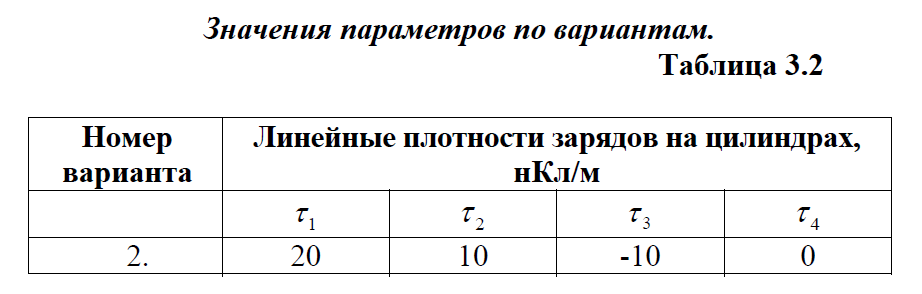 Значения параметров по вариантам.
Таблица 3.2
Номер варианта Линейные плотности зарядов на цилиндрах, нКл/м
τ₁ τ₂ τ₃ τ₄
2. 20 10 -10 0